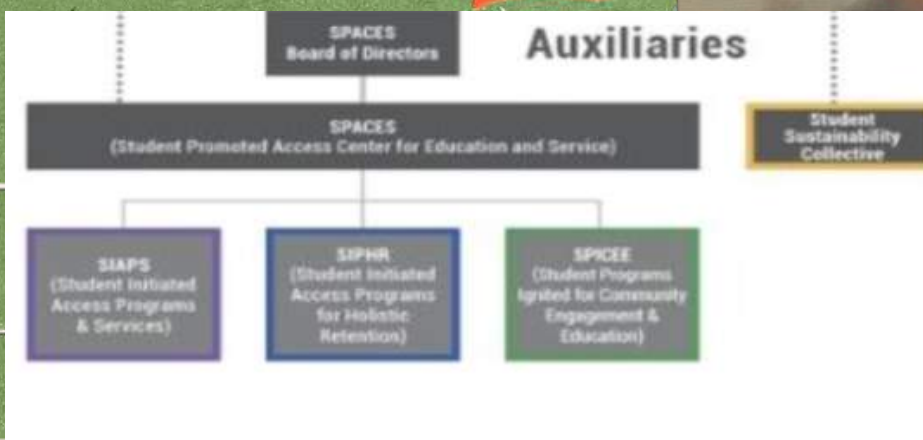 SPACES
Board of Directors
Auxiliaries
SPACES
(Student Promoted Access Center for Education and Service)
Student
Sustainability
Collective
SIAPS
(Student Initiated
Access Programs
& Services)
SIPHR
(Student Initiated
Access Programs
for Holistic
Retention)
SPICEE
(Student Programs
Ignited for Community
Engagement &
Education)